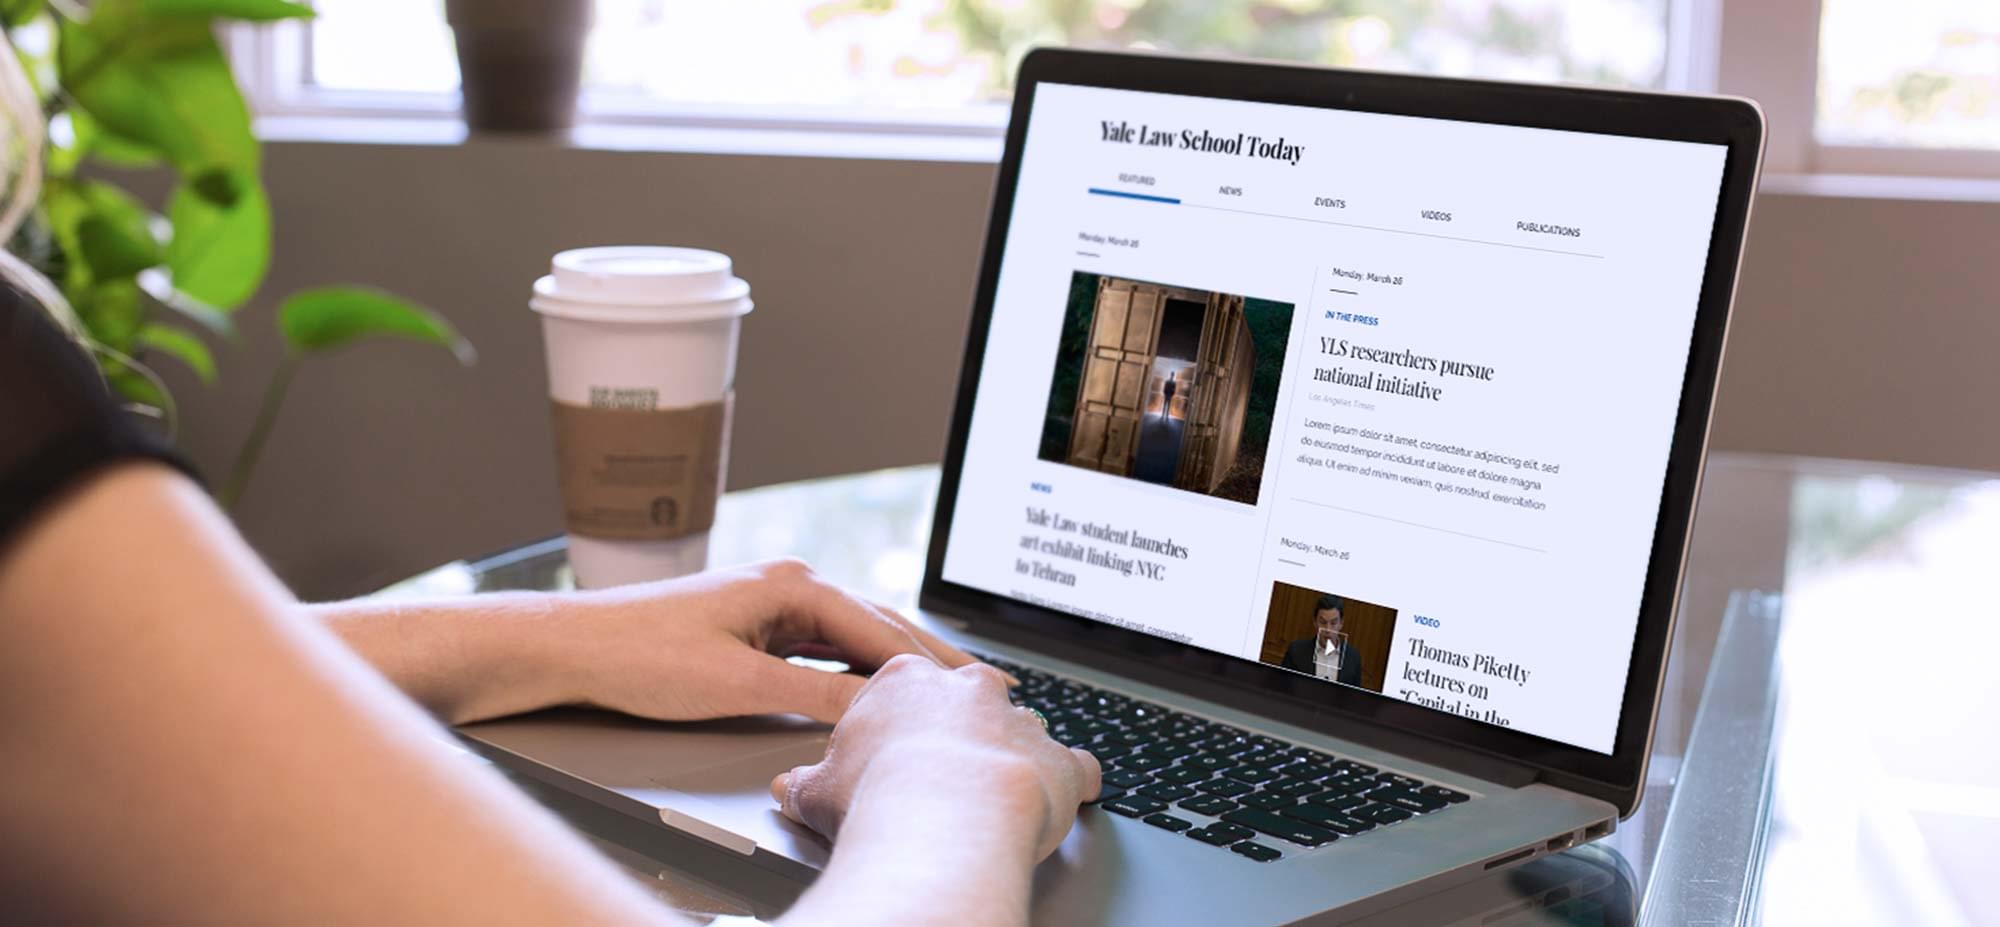 Yale Law School Today
FEATURED
NEWS
EVENTS
VIDEOS
PUBLICATIONS
Monday, March 26
NEWS
Yale Law student launches
art exhibit linking NYC
to Tehran
Lorem ipsum dolor sit amet, consectetur
Monday, March 26
IN THE PRESS
YLS researchers pursue
national initiative
Los Angeles Times
Lorem ipsum dolor sit amet, consectetur adipisicing elit, sed
do eiusmod tempor incididunt ut labore et dolore magna
aliqua. Ut enim ad minim veniam, quis nostrud. exercitation
Monday, March 26
VIDEO
Thomas Piketty
lectures on
“Capital in the